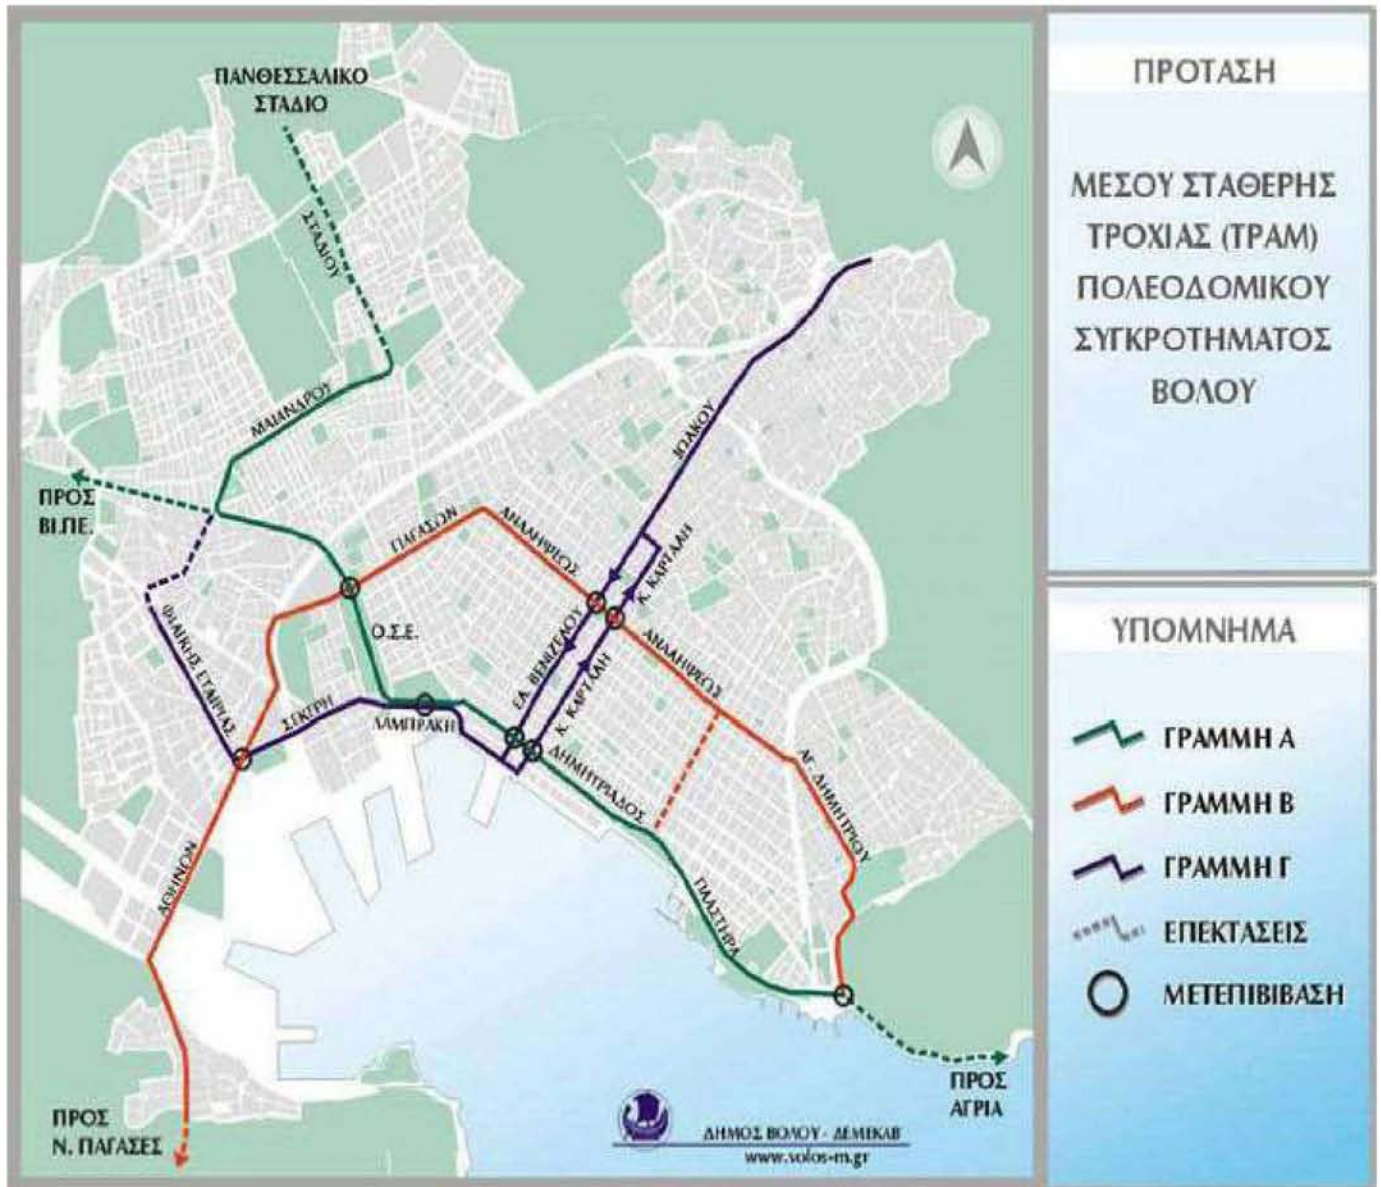 ΠΑΝΘΕΣΣΑΛΙΚΟ
ΣΤΑΔΙΟ
ΣΤΑΔΙΟΥ
ΜΑΙΑΝΔΡΟΣ
ΠΡΟΣ
ΒΙ.ΠΕ.
ΙΩΛΚΟΥ
ΠΑΓΑΣΩΝ
ΑΝΑΛΗΨΕΩΣ
Κ. ΚΑΡΤΑΛΗ
ΦΙΛΙΚΗΣ ΕΤΑΙΡΙΑΣ
Ο.Σ.Ε.
ΕΛ. ΒΕΝΙΖΕΛΟΥ
ΑΝΑΛΗΨΕΩΣ
Κ. ΚΑΡΤΑΛΗ
ΣΕΚΕΡΗ
ΛΑΜΠΡΑΚΗ
ΔΗΜΗΤΡΙΑΔΟΣ
ΑΓ. ΔΗΜΗΤΡΙΟΥ
ΑΘΗΝΩΝ
ΠΛΑΣΤΗΡΑ
ΠΡΟΣ
ΑΓΡΙΑ
ΠΡΟΣ
Ν. ΠΑΓΑΣΕΣ
ΔΗΜΟΣ ΒΟΛΟΥ - ΔΕΜΕΚΑΒ
www.volos-m.gr
ΠΡΟΤΑΣΗ
ΜΕΣΟΥ ΣΤΑΘΕΡΗΣ
ΤΡΟΧΙΑΣ (ΤΡΑΜ)
ΠΟΛΕΟΔΟΜΙΚΟΥ
ΣΥΓΚΡΟΤΗΜΑΤΟΣ
ΒΟΛΟΥ
ΥΠΟΜΝΗΜΑ
ΓΡΑΜΜΗ Α
ΓΡΑΜΜΗ Β
ΓΡΑΜΜΗ Γ
ΕΠΕΚΤΑΣΕΙΣ
ΜΕΤΕΠΙΒΙΒΑΣΗ